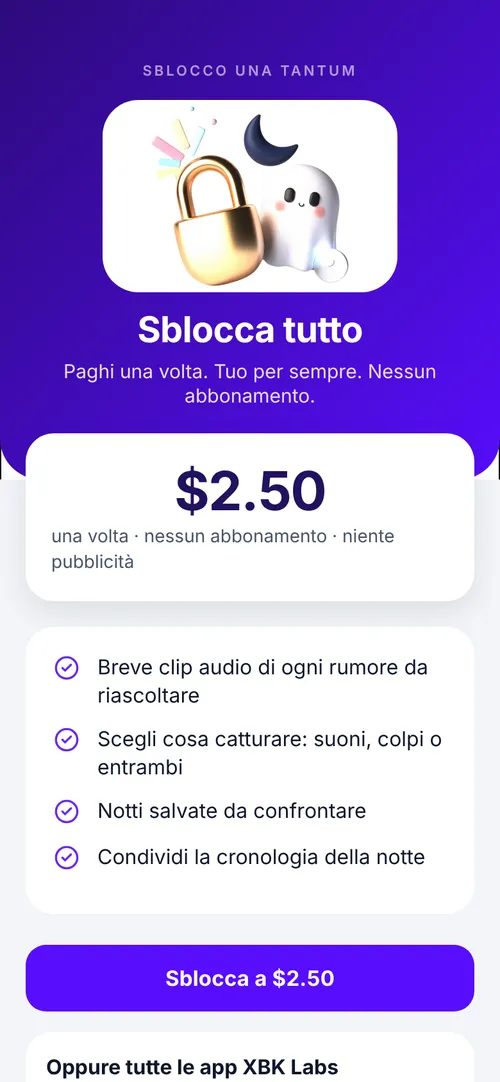 SBLOCCO UNA TANTUM
Sblocca tutto
Paghi una volta. Tuo per sempre. Nessun
abbonamento.
$2.50
una volta · nessun abbonamento · niente
pubblicità
Breve clip audio di ogni rumore da
riascoltare
Scegli cosa catturare: suoni, colpi o
entrambi
Notti salvate da confrontare
Condividi la cronologia della notte
Sblocca a $2.50
Oppure tutte le app XBK Labs